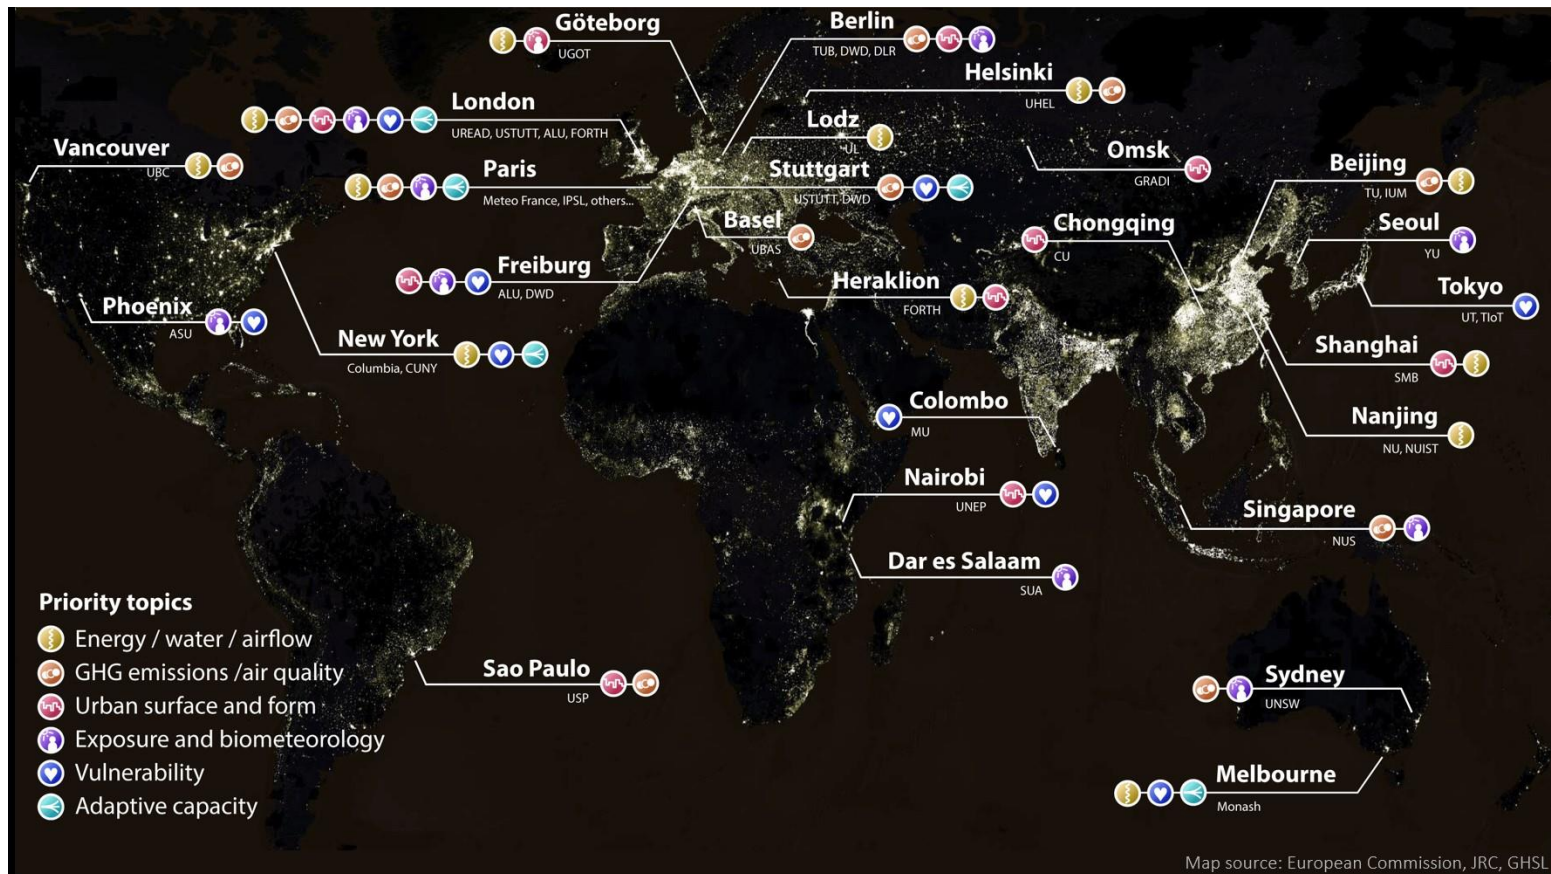 Göteborg
UGOT
Berlin
TUB, DWD, DLR
Helsinki
UHEL
London
UREAD, USTUTT, ALU, FORTH
Lodz
UL
Vancouver
UBC
Paris
Meteo France, IPSL, others...
Stuttgart
USTUTT, DWD
Omsk
GRADI
Beijing
TU, IUM
Basel
UBAS
Chongqing
CU
Seoul
YU
Freiburg
ALU, DWD
Heraklion
FORTH
Tokyo
UT, TIoT
Phoenix
ASU
New York
Columbia, CUNY
Shanghai
SMB
Colombo
MU
Nanjing
NU, NUIST
Nairobi
UNEP
Singapore
NUS
Dar es Salaam
SUA
Priority topics
Energy / water / airflow
GHG emissions /air quality
Urban surface and form
Exposure and biometeorology
Vulnerability
Adaptive capacity
Sao Paulo
USP
Sydney
UNSW
Melbourne
Monash
Map source: European Commission, JRC, GHSL